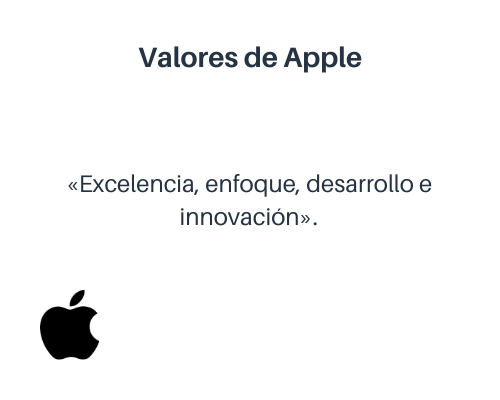 Valores de Apple
«Excelencia, enfoque, desarrollo e
innovación».